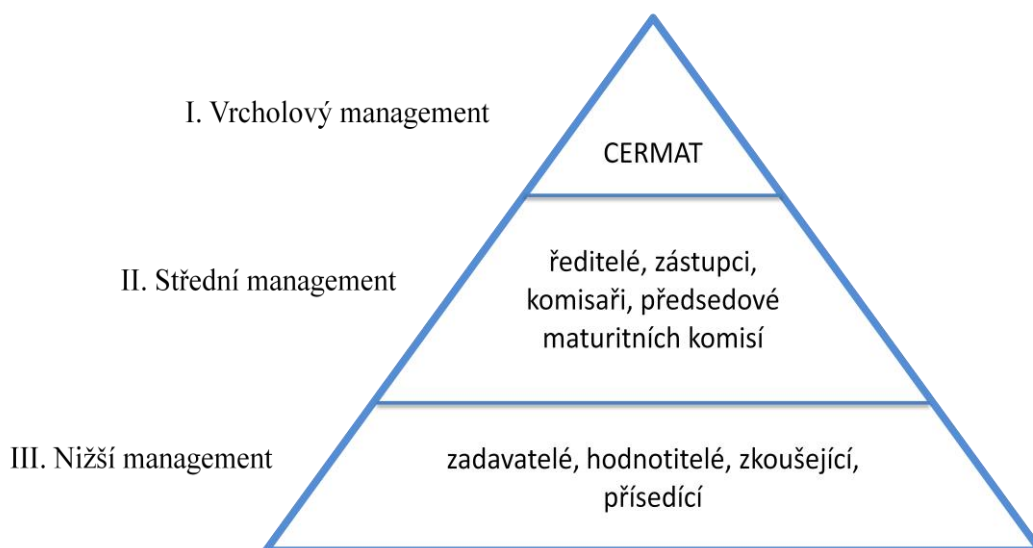 I. Vrcholový management
CERMAT
II. Střední management
ředitelé, zástupci,
komisaři, předsedové
maturitních komisí
III. Nižší management
zadavatelé, hodnotitelé, zkoušející,
přísedící